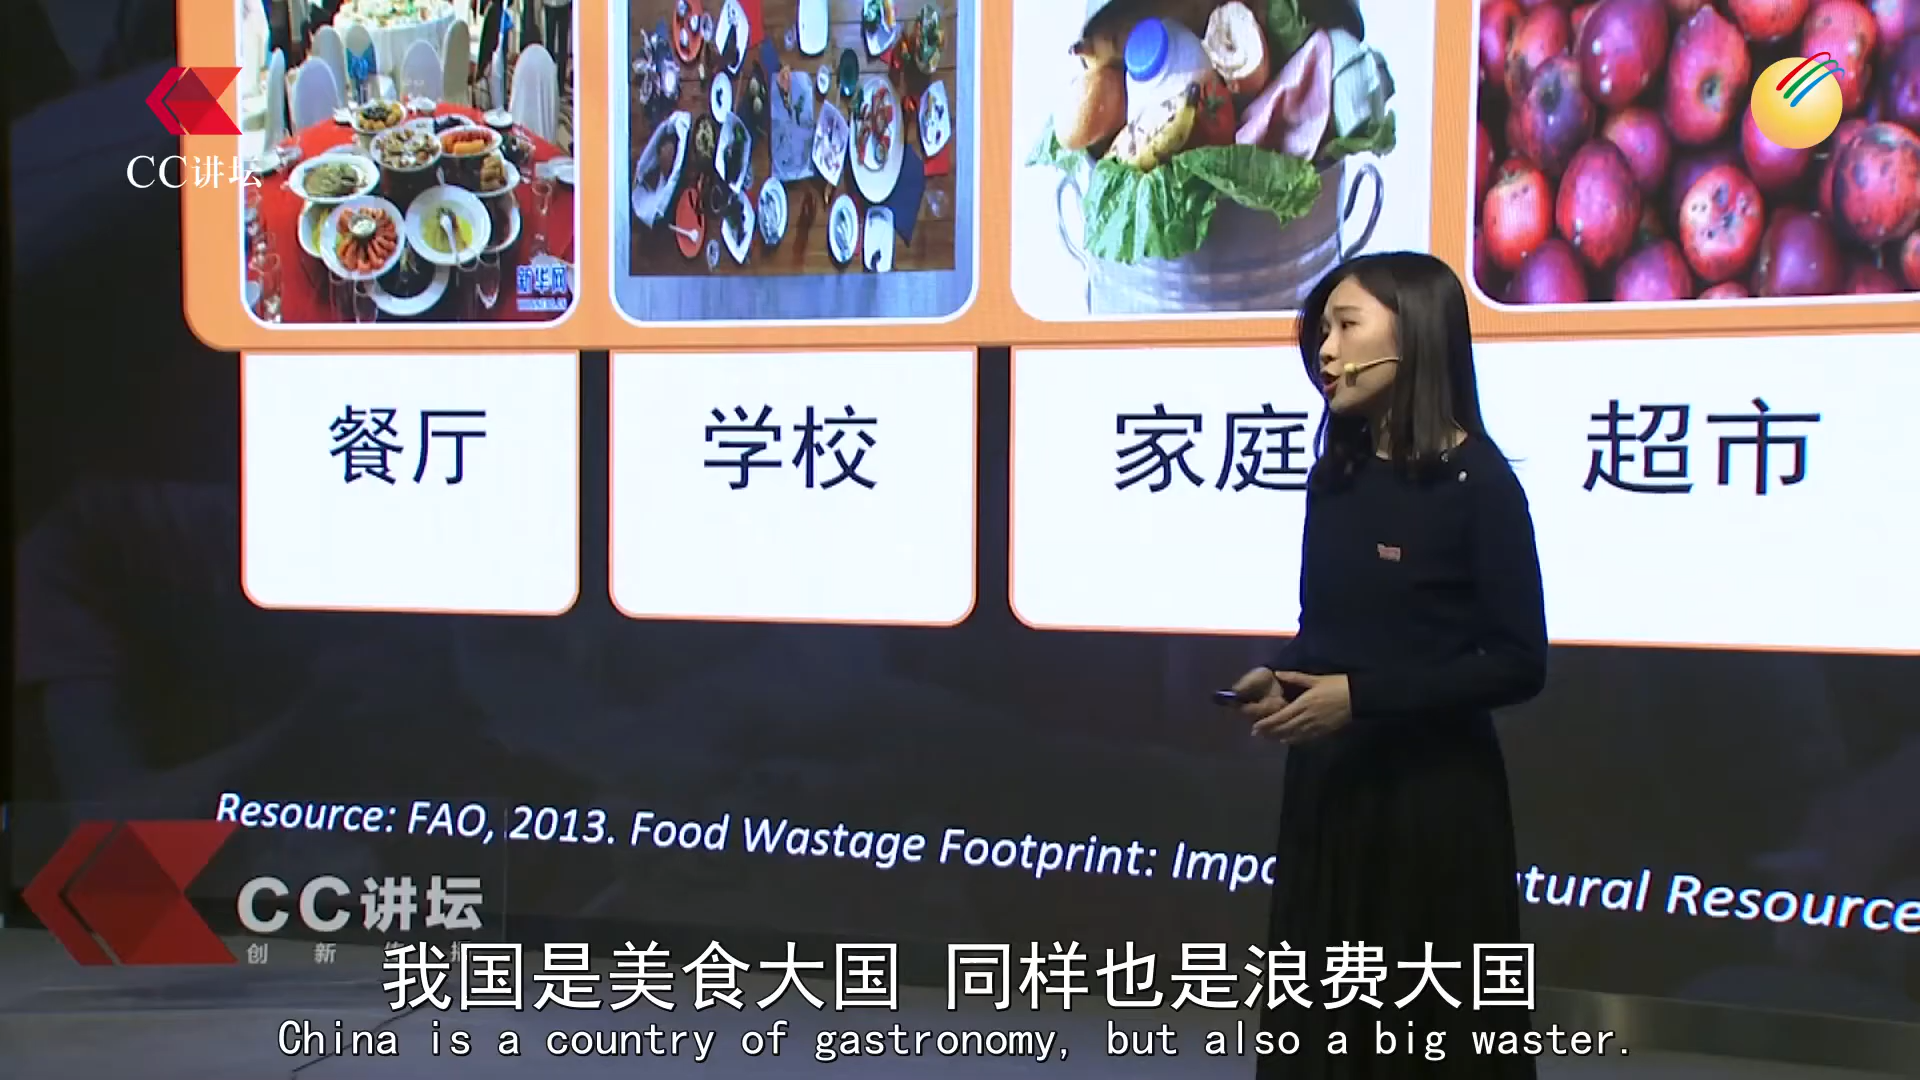 CC讲坛
新华网
餐厅
学校
家庭
超市
Resource: FAO, 2013. Food Wastage Footprint: Impa
tural Resource
CC讲坛
创新
我国是美食大国 同样也是浪费大国
China is a country of gastronomy, but also a big waster.